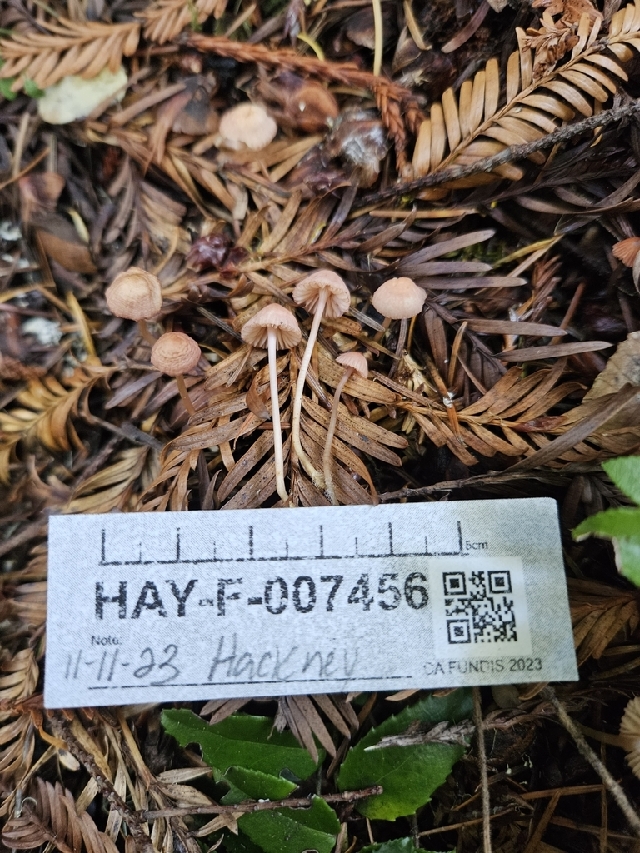 5cm
HAY-F-007456
Note:
11-11-23 Hackney
CA FUNDIS 2023